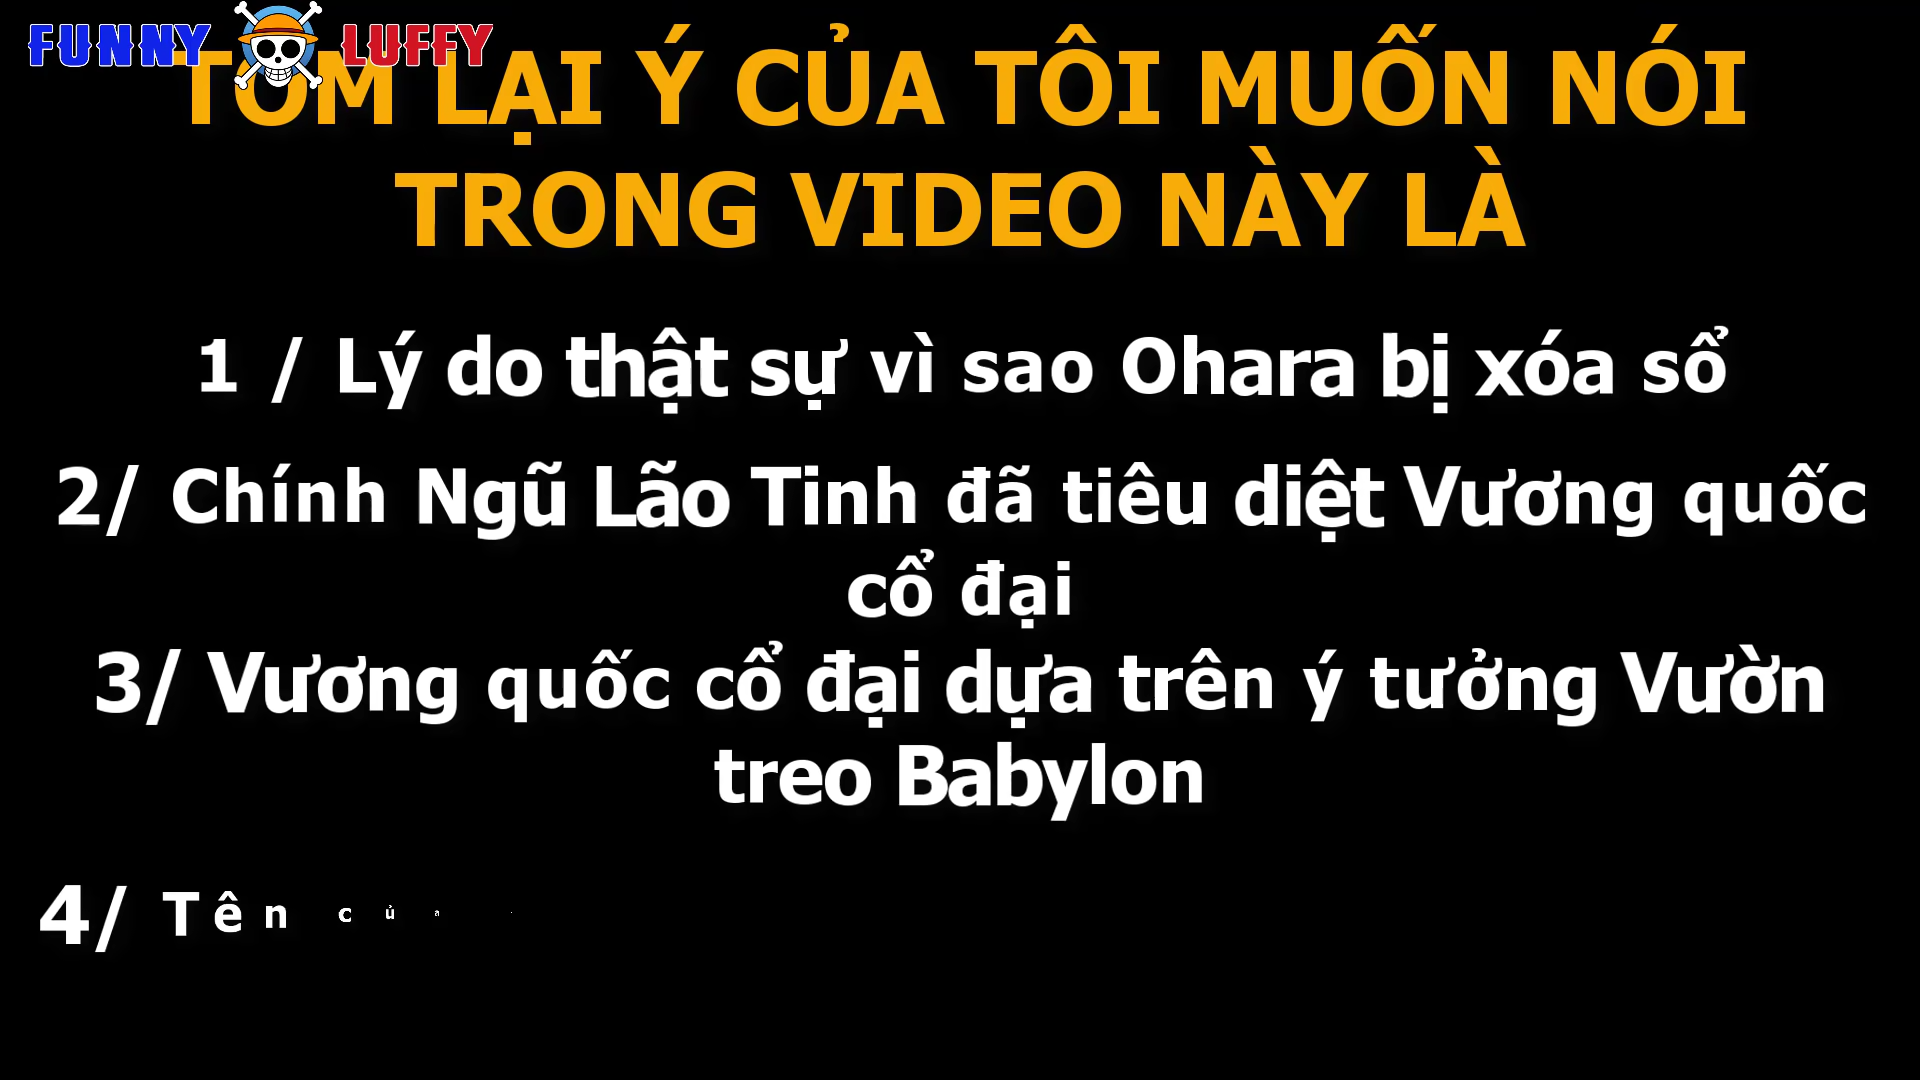 FUNNY LUFFY
TÓM LẠI Ý CỦA TÔI MUỐN NÓI
TRONG VIDEO NÀY LÀ
1 / Lý do thật sự vì sao Ohara bị xóa sổ
2/ Chính Ngũ Lão Tinh đã tiêu diệt Vương quốc
cổ đại
3/ Vương quốc cổ đại dựa trên ý tưởng Vườn
treo Babylon
4/ Tên của